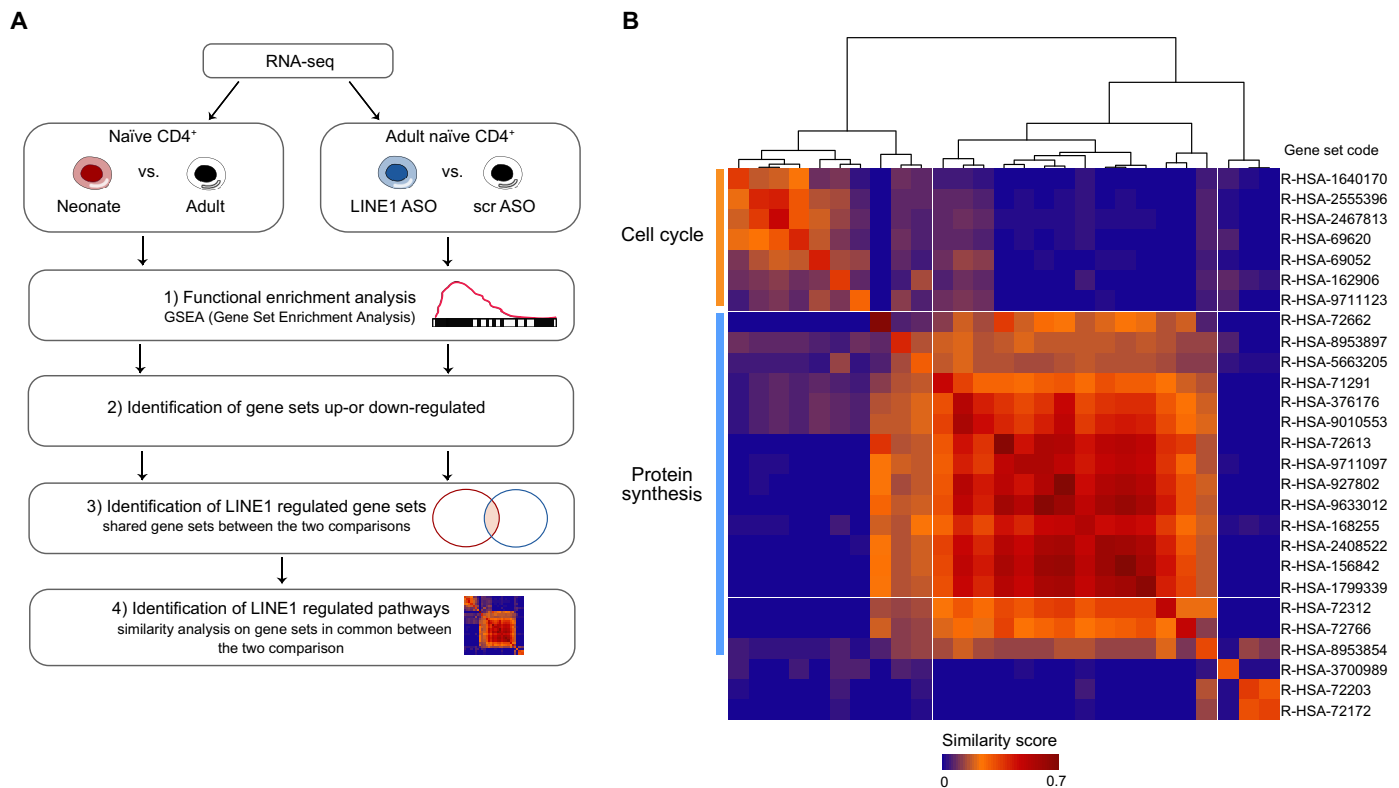 A
RNA-seq
Naïve CD4+
Neonate
vs.
Adult
Adult naïve CD4+
LINE1 ASO
vs.
scr ASO
1) Functional enrichment analysis
GSEA (Gene Set Enrichment Analysis)
2) Identification of gene sets up-or down-regulated
3) Identification of LINE1 regulated gene sets
shared gene sets between the two comparisons
4) Identification of LINE1 regulated pathways
similarity analysis on gene sets in common between
the two comparison
B
Gene set code
Cell cycle
Protein
synthesis
R-HSA-1640170
R-HSA-2555396
R-HSA-2467813
R-HSA-69620
R-HSA-69052
R-HSA-162906
R-HSA-9711123
R-HSA-72662
R-HSA-8953897
R-HSA-5663205
R-HSA-71291
R-HSA-376176
R-HSA-9010553
R-HSA-72613
R-HSA-9711097
R-HSA-927802
R-HSA-9633012
R-HSA-168255
R-HSA-2408522
R-HSA-156842
R-HSA-1799339
R-HSA-72312
R-HSA-72766
R-HSA-8953854
R-HSA-3700989
R-HSA-72203
R-HSA-72172
Similarity score
0
0.7